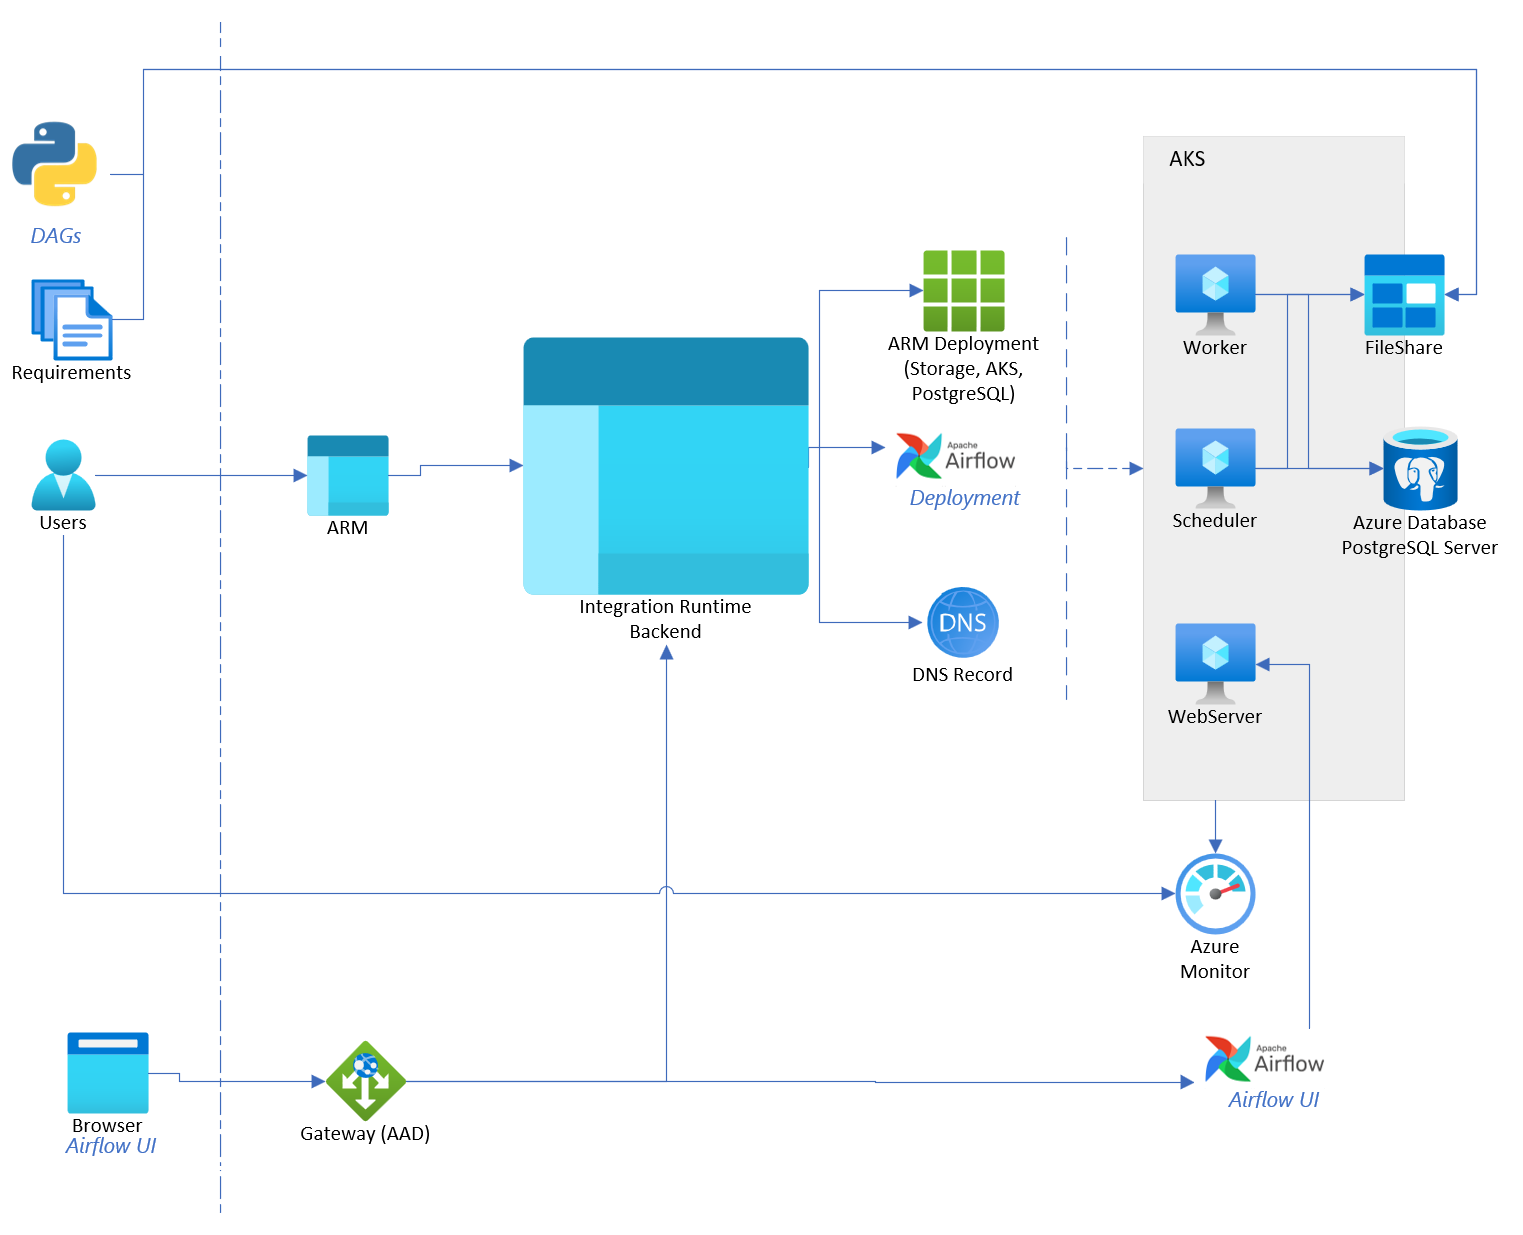 AKS
DAGs
Requirements
Users
ARM
Integration Runtime
Backend
ARM Deployment
(Storage, AKS,
PostgreSQL)
Apache
Airflow
Deployment
DNS
DNS Record
Worker
FileShare
Scheduler
Azure Database
PostgreSQL Server
WebServer
Azure
Monitor
Browser
Airflow UI
Gateway (AAD)
Apache
Airflow
Airflow UI